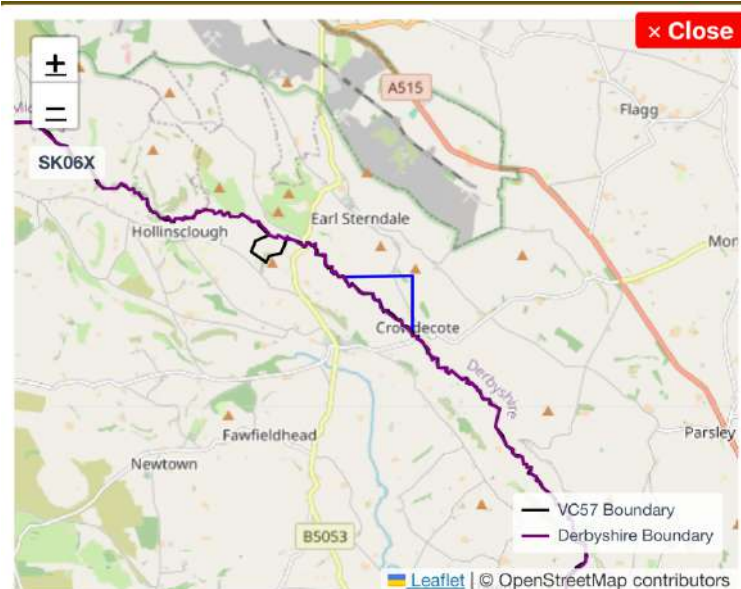 × Close
+
−
A515
Flagg
Mic
SK06X
Earl Sterndale
Hollinsclough
Mon
Crowdecote
Derbyshire
Fawfieldhead
Parsley
Newtown
VC57 Boundary
B5053
Derbyshire Boundary
Leaflet | © OpenStreetMap contributors